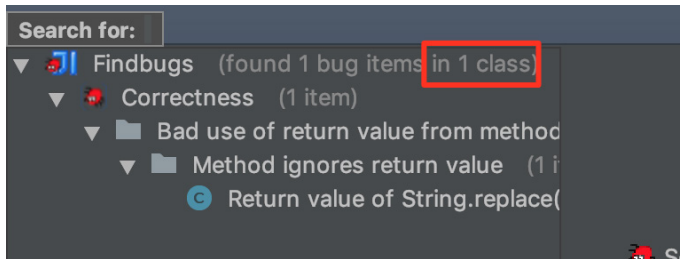 Search for:
Findbugs (found 1 bug items in 1 class)
Correctness (1 item)
Bad use of return value from method
Method ignores return value (1 i
C Return value of String.replace(
S